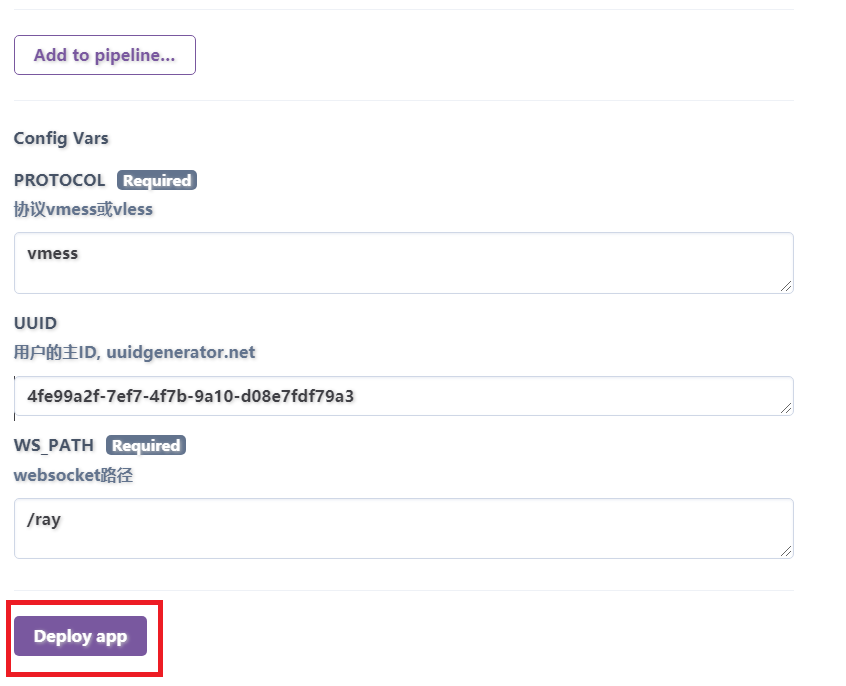 Add to pipeline...
Config Vars
PROTOCOL Required
协议vmess或vless
vmess
UUID
用户的主ID, uuidgenerator.net
4fe99a2f-7ef7-4f7b-9a10-d08e7fdf79a3
WS_PATH Required
websocket路径
/ray
Deploy app